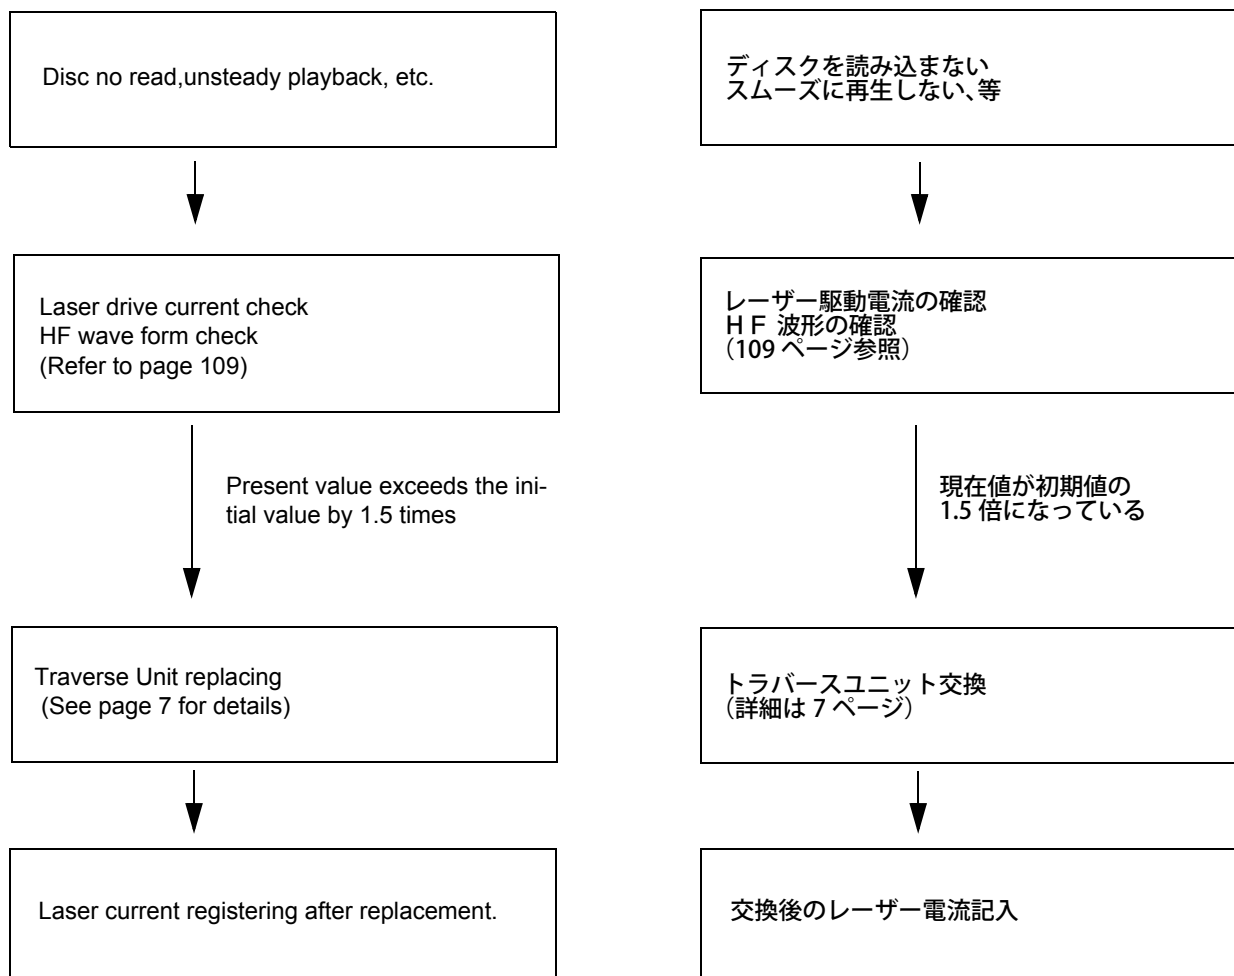 Disc no read,unsteady playback, etc.
Laser drive current check
HF wave form check
(Refer to page 109)
Present value exceeds the ini-
tial value by 1.5 times
Traverse Unit replacing
(See page 7 for details)
Laser current registering after replacement.
ディスクを読み込まない
スムーズに再生しない、等
レーザー駆動電流の確認
ＨＦ 波形の確認
（109 ページ参照）
現在値が初期値の
1.5 倍になっている
トラバースユニット交換
（詳細は 7 ページ）
交換後のレーザー電流記入